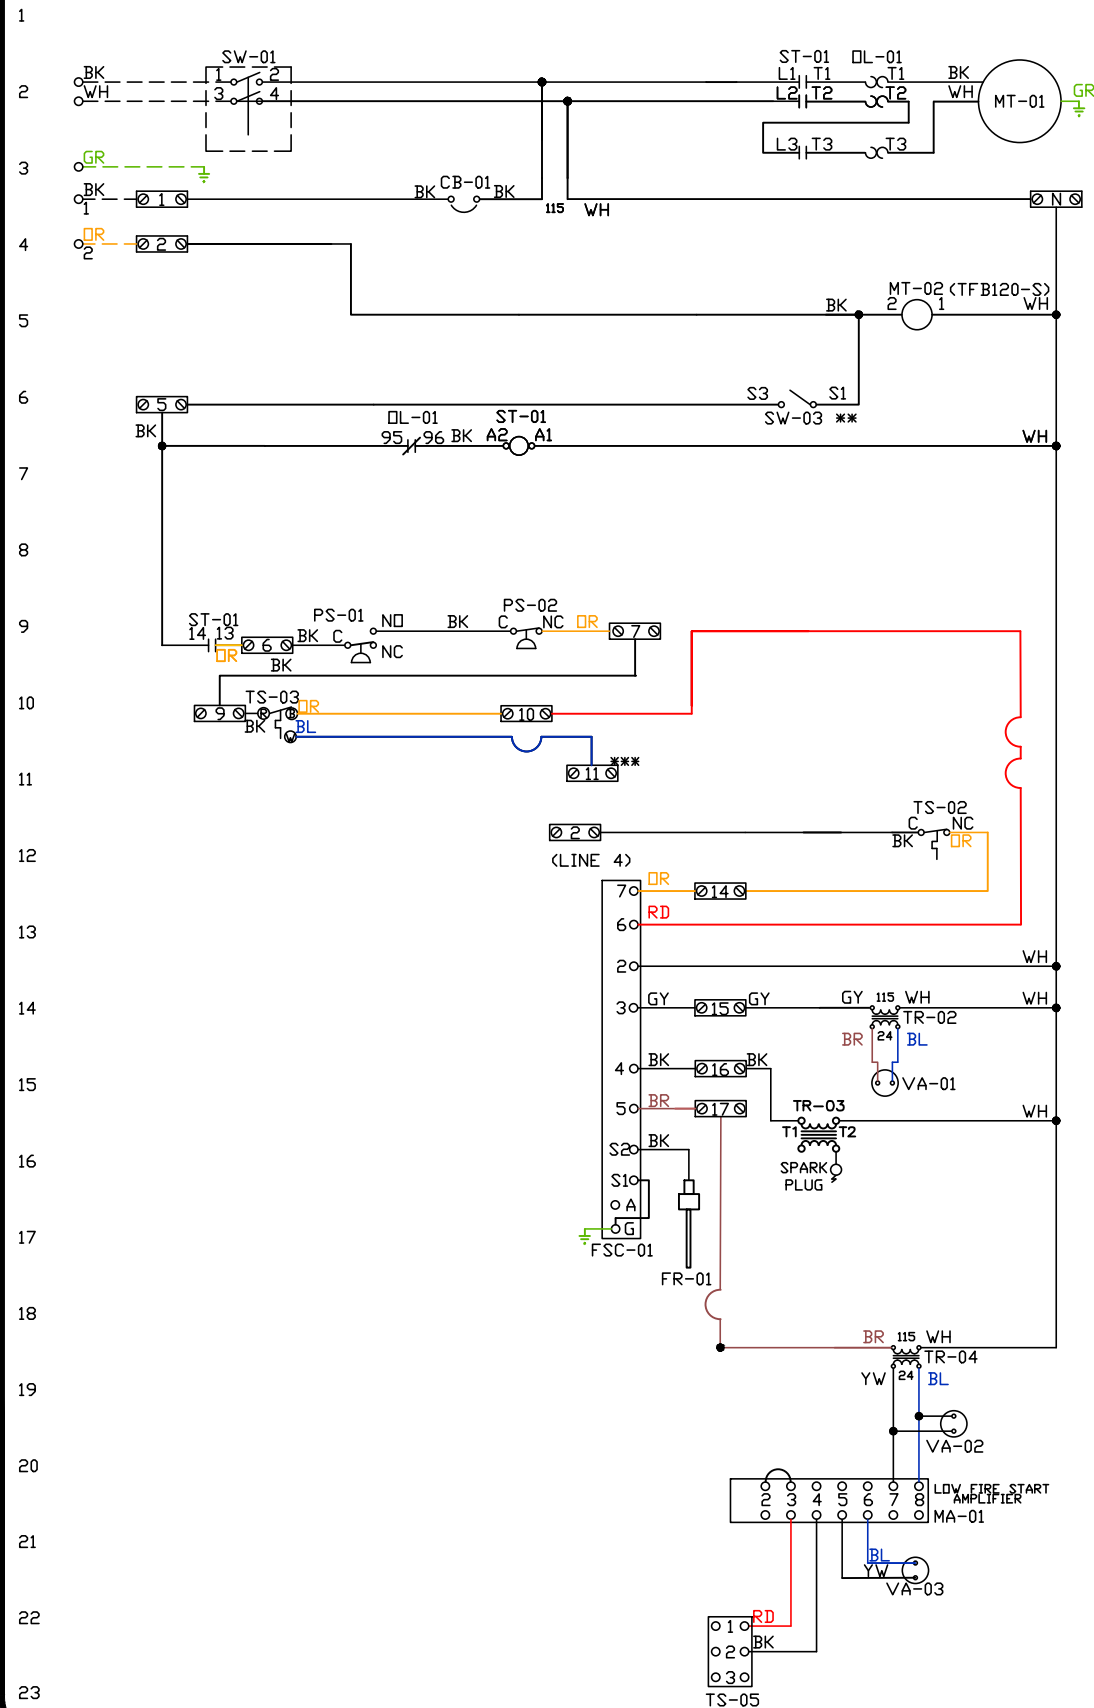 1
SW-01
ST-01 OL-01
BK 1 2 L1 T1 T1 BK
2 WH 3 4 L2 T2 T2 WH MT-01 GR
L3 T3 T3
3 GR
BK 1 1 BK CB-01 BK 115 WH N
4 OR 2 2
MT-02 (TFB120-S)
5 BK 2 1 WH
6 5 S3 S1
SW-03 **
BK OL-01 ST-01
95 96 BK A2 A1 WH
7
8
9 ST-01 PS-01 NO BK PS-02 C NC OR 7
14 13 OR 6 BK C NC
BK
10 TS-03
9 BK R B OR 10
W BL
***
11 11
TS-02
2 C NC
BK OR
12 (LINE 4)
7 OR 14
13 6 RD
2 WH
14 3 GY 15 GY GY 115 WH WH
TR-02
BR 24 BL
15 4 BK 16 BK VA-01
5 BR 17 TR-03 WH
T1 T2
16 S2 BK SPARK
PLUG
S1
A
17 G
FSC-01
FR-01
18
BR 115 WH
TR-04
19 YW 24 BL
VA-02
20
2 3 4 5 6 7 8 LOW FIRE START
AMPLIFIER
MA-01
21
BL
YW
VA-03
22
1 RD
2 BK
3
23 TS-05